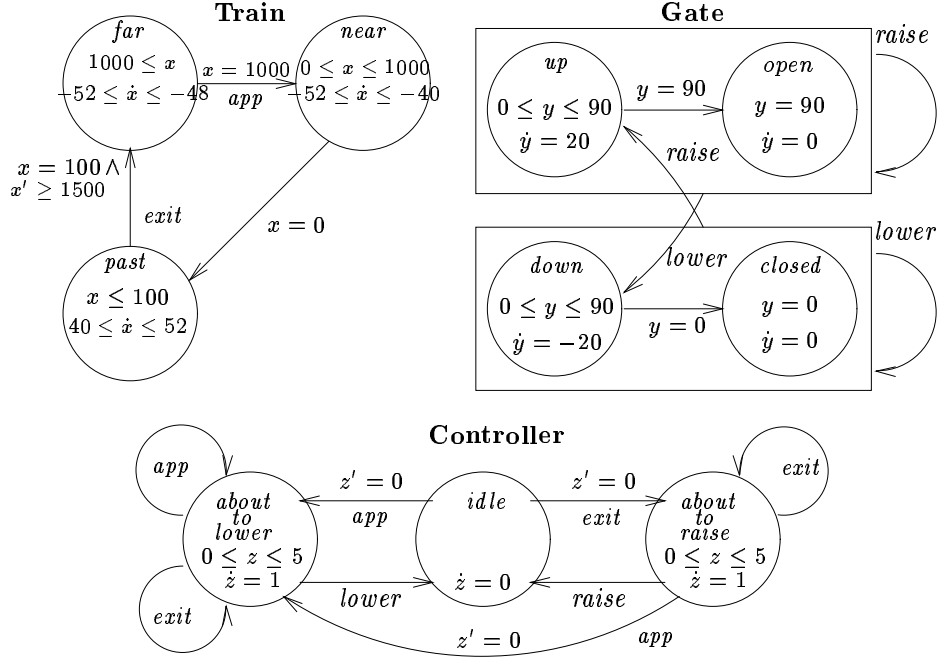 Train
far
1000 ≤ x
−52 ≤ ẋ ≤ −48
x = 1000
app
near
0 ≤ x ≤ 1000
−52 ≤ ẋ ≤ −40
x = 100 ∧
x′ ≥ 1500
exit
x = 0
past
x ≤ 100
40 ≤ ẋ ≤ 52
Gate
raise
up
0 ≤ y ≤ 90
ẏ = 20
y = 90
open
y = 90
ẏ = 0
raise
lower
lower
down
0 ≤ y ≤ 90
ẏ = −20
y = 0
closed
y = 0
ẏ = 0
Controller
app
exit
about
to
lower
0 ≤ z ≤ 5
ż = 1
z′ = 0
app
lower
idle
ż = 0
z′ = 0
exit
raise
about
to
raise
0 ≤ z ≤ 5
ż = 1
exit
z′ = 0
app